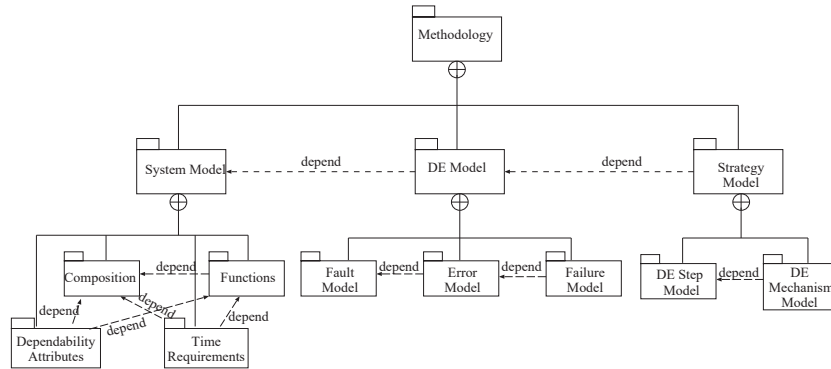 Methodology
System Model
depend
DE Model
depend
Strategy
Model
Composition
depend
Functions
Fault
Model
depend
Error
Model
depend
Failure
Model
DE Step
Model
depend
DE
Mechanism
Model
depend
depend
depend
depend
Dependability
Attributes
Time
Requirements